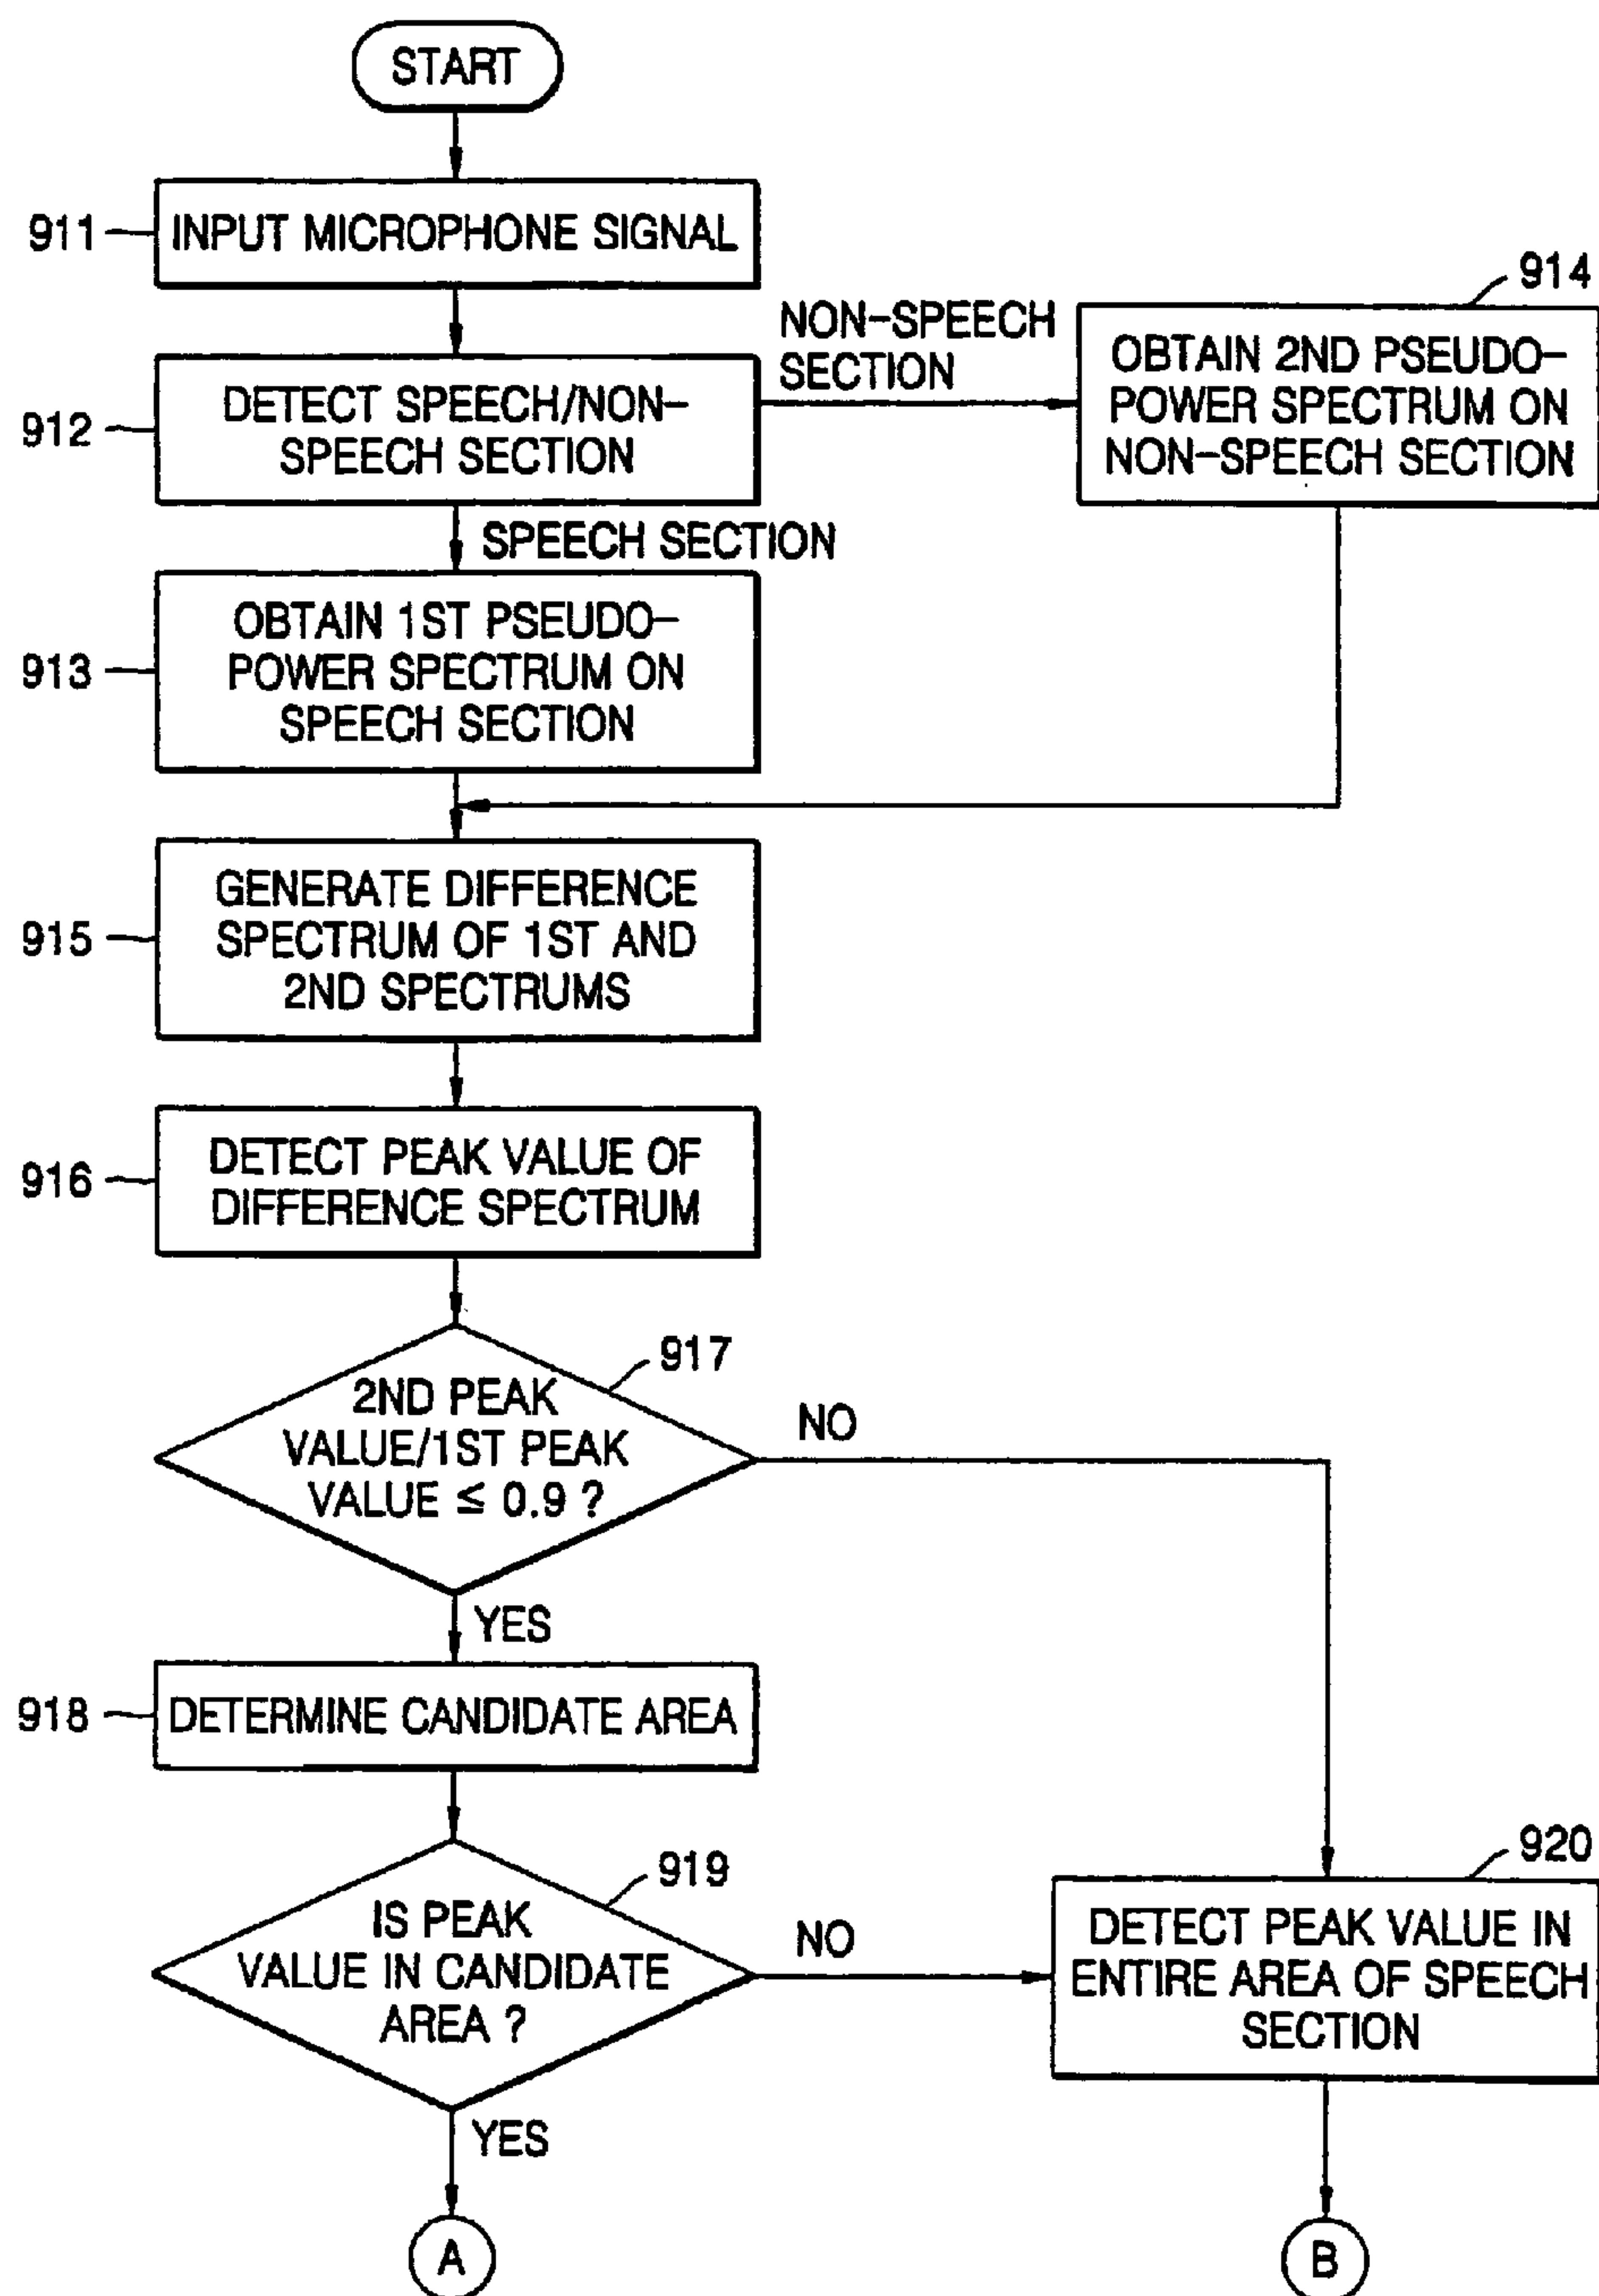 START
911
INPUT MICROPHONE SIGNAL
912
DETECT SPEECH/NON-
SPEECH SECTION
NON-SPEECH
SECTION
914
OBTAIN 2ND PSEUDO-
POWER SPECTRUM ON
NON-SPEECH SECTION
SPEECH SECTION
913
OBTAIN 1ST PSEUDO-
POWER SPECTRUM ON
SPEECH SECTION
915
GENERATE DIFFERENCE
SPECTRUM OF 1ST AND
2ND SPECTRUMS
916
DETECT PEAK VALUE OF
DIFFERENCE SPECTRUM
917
2ND PEAK
VALUE/1ST PEAK
VALUE ≤ 0.9 ?
NO
YES
918
DETERMINE CANDIDATE AREA
919
IS PEAK
VALUE IN CANDIDATE
AREA ?
NO
920
DETECT PEAK VALUE IN
ENTIRE AREA OF SPEECH
SECTION
YES
A
B